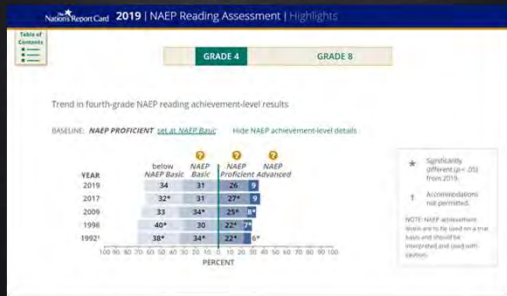 The Nation's Report Card 2019 | NAEP Reading Assessment | Highlights
Table of
Contents
GRADE 4 GRADE 8
Trend in fourth-grade NAEP reading achievement-level results
BASELINE: NAEP PROFICIENT set at NAEP Basic Hide NAEP achievement-level details
? ? ?
below NAEP NAEP NAEP
YEAR NAEP Basic Basic Proficient Advanced
2019 34 31 26 9
2017 32* 31 27* 9
2009 33 34* 25* 8*
1998 40* 30 22* 7*
1992¹ 38* 34* 22* 6*
100 90 80 70 60 50 40 30 20 10 0 10 20 30 40 50 60 70 80 90 100
PERCENT
* Significantly
different (p < .05)
from 2019.
1 Accommodations
not permitted.
NOTE: NAEP achievement
levels are to be used on a trial
basis and should be
interpreted and used with
caution.